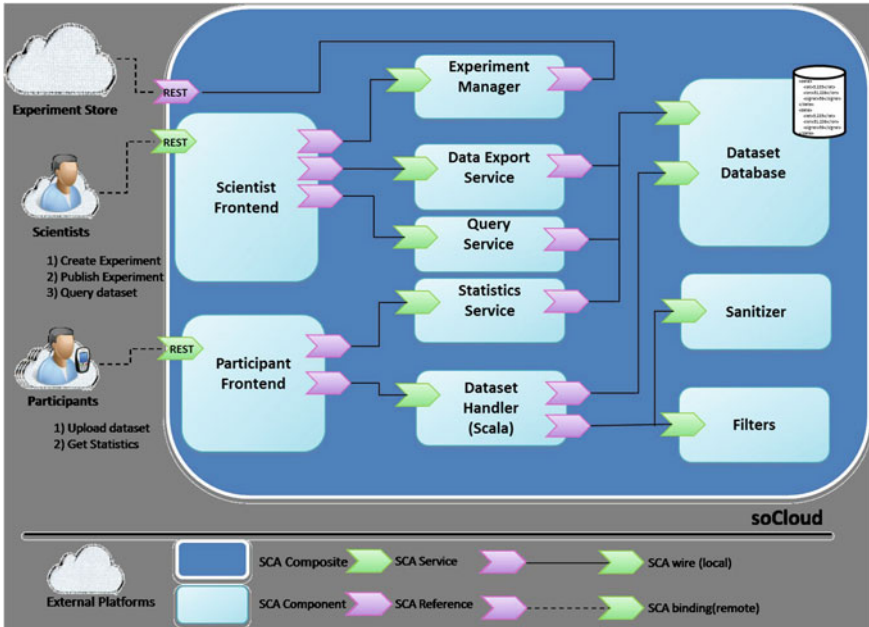 REST
Experiment Store
Experiment
Manager
REST
Scientist
Frontend
Data Export
Service
Dataset
Database
Query
Service
Scientists
1) Create Experiment
2) Publish Experiment
3) Query dataset
Statistics
Service
Sanitizer
REST
Participant
Frontend
Dataset
Handler
(Scala)
Filters
Participants
1) Upload dataset
2) Get Statistics
soCloud
External Platforms
SCA Composite
SCA Service
SCA wire (local)
SCA Component
SCA Reference
SCA binding(remote)